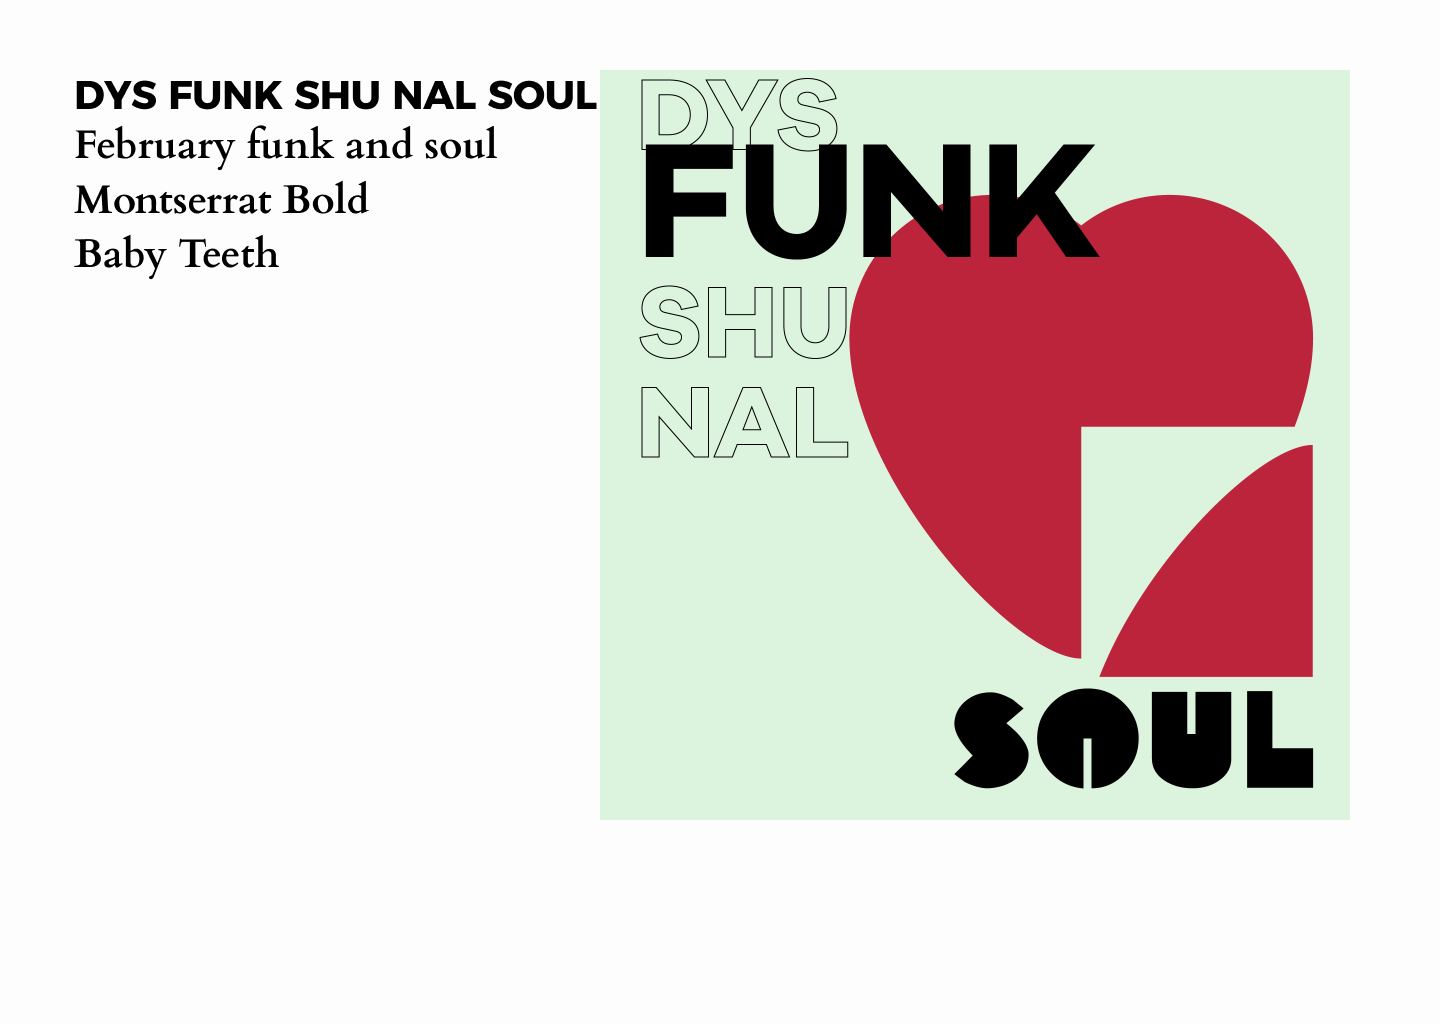 DYS FUNK SHU NAL SOUL
February funk and soul
Montserrat Bold
Baby Teeth
DYS
FUNK
SHU
NAL
SOUL